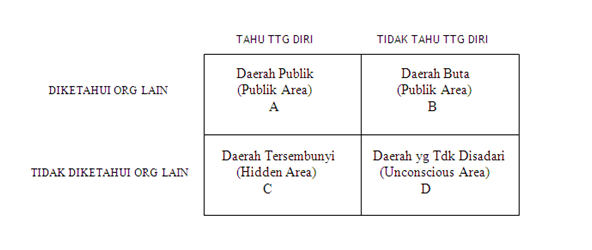 TAHU TTG DIRI TIDAK TAHU TTG DIRI
DIKETAHUI ORG LAIN
Daerah Publik
(Publik Area)
A
Daerah Buta
(Publik Area)
B
TIDAK DIKETAHUI ORG LAIN
Daerah Tersembunyi
(Hidden Area)
C
Daerah yg Tdk Disadari
(Unconscious Area)
D